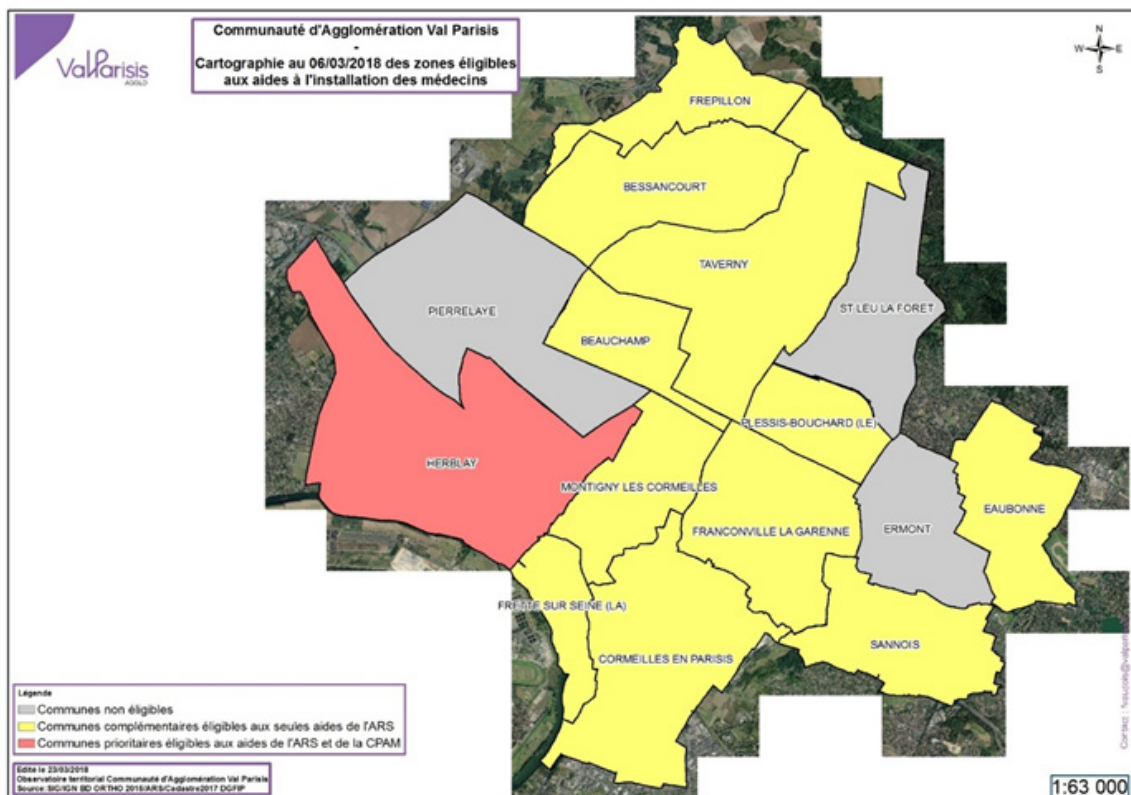 Communauté d'Agglomération Val Parisis
-
Cartographie au 06/03/2018 des zones éligibles
aux aides à l'installation des médecins
ValParisis
AGGLO
N
W E
S
FREPILLON
BESSANCOURT
TAVERNY
ST LEU LA FORET
PIERRELAYE
BEAUCHAMP
PLESSIS-BOUCHARD (LE)
HERBLAY
MONTIGNY LES CORMEILLES
EAUBONNE
FRANCONVILLE LA GARENNE
ERMONT
FRETTE SUR SEINE (LA)
SANNOIS
CORMEILLES EN PARISIS
Légende
Communes non éligibles
Communes complémentaires éligibles aux seules aides de l'ARS
Communes prioritaires éligibles aux aides de l'ARS et de la CPAM
Edité le 23/03/2018
Observatoire territorial Communauté d'Agglomération Val Parisis
Source: SIG/IGN BD ORTHO 2015/ARS/Cadastre2017 DGFIP
Contact :
1:63 000